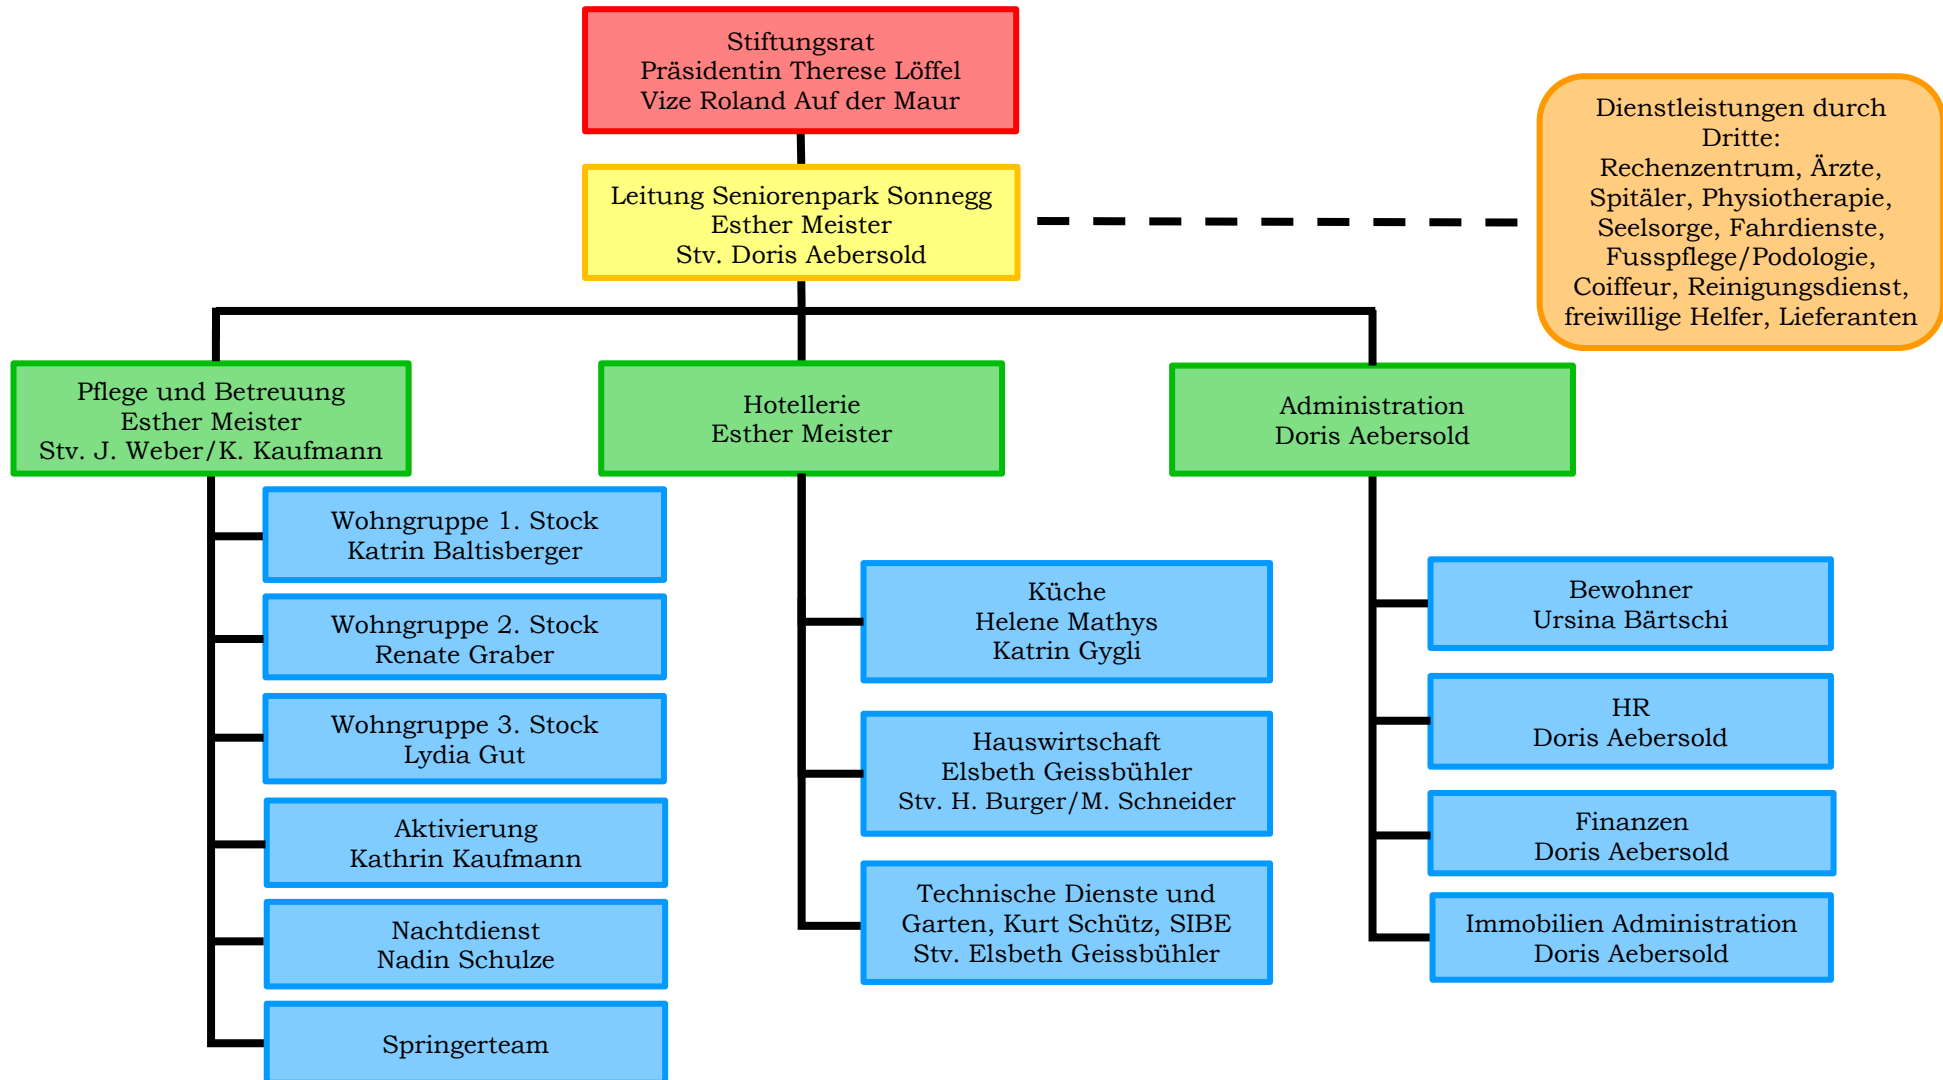 Stiftungsrat
Präsidentin Therese Löffel
Vize Roland Auf der Maur
Dienstleistungen durch
Dritte:
Rechenzentrum, Ärzte,
Spitäler, Physiotherapie,
Seelsorge, Fahrdienste,
Fusspflege/Podologie,
Coiffeur, Reinigungsdienst,
freiwillige Helfer, Lieferanten
Leitung Seniorenpark Sonnegg
Esther Meister
Stv. Doris Aebersold
Pflege und Betreuung
Esther Meister
Stv. J. Weber/K. Kaufmann
Wohngruppe 1. Stock
Katrin Baltisberger
Wohngruppe 2. Stock
Renate Graber
Wohngruppe 3. Stock
Lydia Gut
Aktivierung
Kathrin Kaufmann
Nachtdienst
Nadin Schulze
Springerteam
Hotellerie
Esther Meister
Küche
Helene Mathys
Katrin Gygli
Hauswirtschaft
Elsbeth Geissbühler
Stv. H. Burger/M. Schneider
Technische Dienste und
Garten, Kurt Schütz, SIBE
Stv. Elsbeth Geissbühler
Administration
Doris Aebersold
Bewohner
Ursina Bärtschi
HR
Doris Aebersold
Finanzen
Doris Aebersold
Immobilien Administration
Doris Aebersold